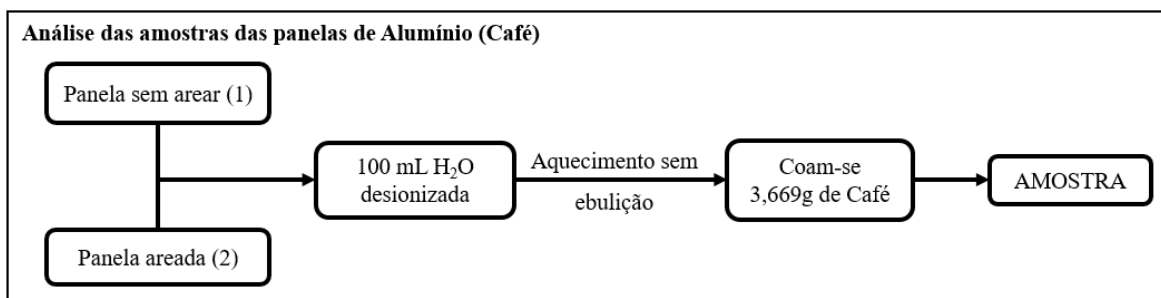 Análise das amostras das panelas de Alumínio (Café)
Panela sem arear (1)
Panela areada (2)
100 mL H₂O
desionizada
Aquecimento sem
ebulição
Coam-se
3,669g de Café
AMOSTRA